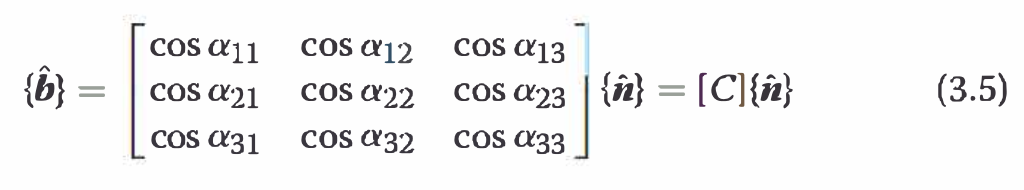 {b̂} = [cos α₁₁ cos α₁₂ cos α₁₃
cos α₂₁ cos α₂₂ cos α₂₃
cos α₃₁ cos α₃₂ cos α₃₃] {n̂} = [C]{n̂} (3.5)